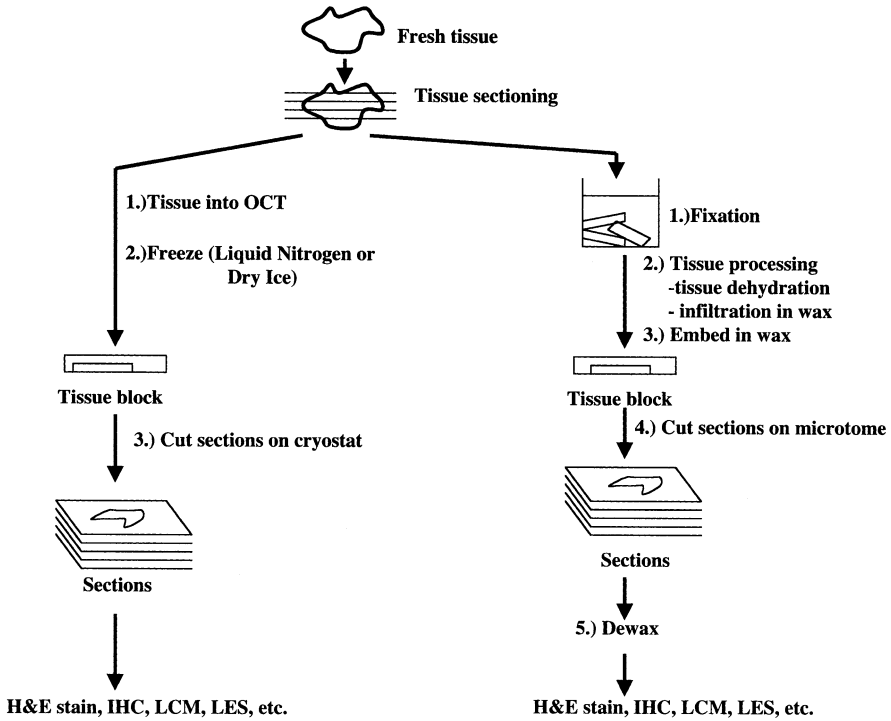 Fresh tissue
Tissue sectioning
1.)Tissue into OCT
2.)Freeze (Liquid Nitrogen or
Dry Ice)
Tissue block
3.) Cut sections on cryostat
Sections
H&E stain, IHC, LCM, LES, etc.
1.)Fixation
2.) Tissue processing
-tissue dehydration
- infiltration in wax
3.) Embed in wax
Tissue block
4.) Cut sections on microtome
Sections
5.) Dewax
H&E stain, IHC, LCM, LES, etc.